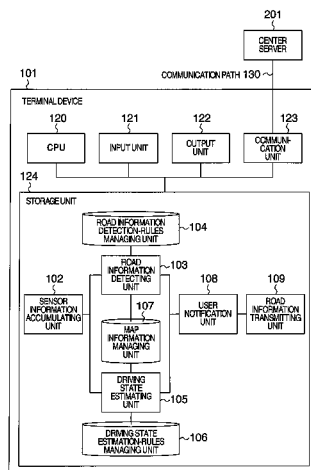 201
CENTER
SERVER
101
COMMUNICATION PATH 130
TERMINAL DEVICE
120
121
122
123
CPU
INPUT UNIT
OUTPUT
UNIT
COMMUNI-
CATION
UNIT
124
STORAGE UNIT
ROAD INFORMATION
DETECTION-RULES
MANAGING UNIT
104
103
ROAD
INFORMATION
DETECTING UNIT
102
107
108
109
SENSOR
INFORMATION
ACCUMULATING
UNIT
MAP
INFORMATION
MANAGING
UNIT
USER
NOTIFICATION
UNIT
ROAD
INFORMATION
TRANSMITTING
UNIT
DRIVING
STATE
ESTIMATING
UNIT
105
DRIVING STATE
ESTIMATION-RULES
MANAGING UNIT
106